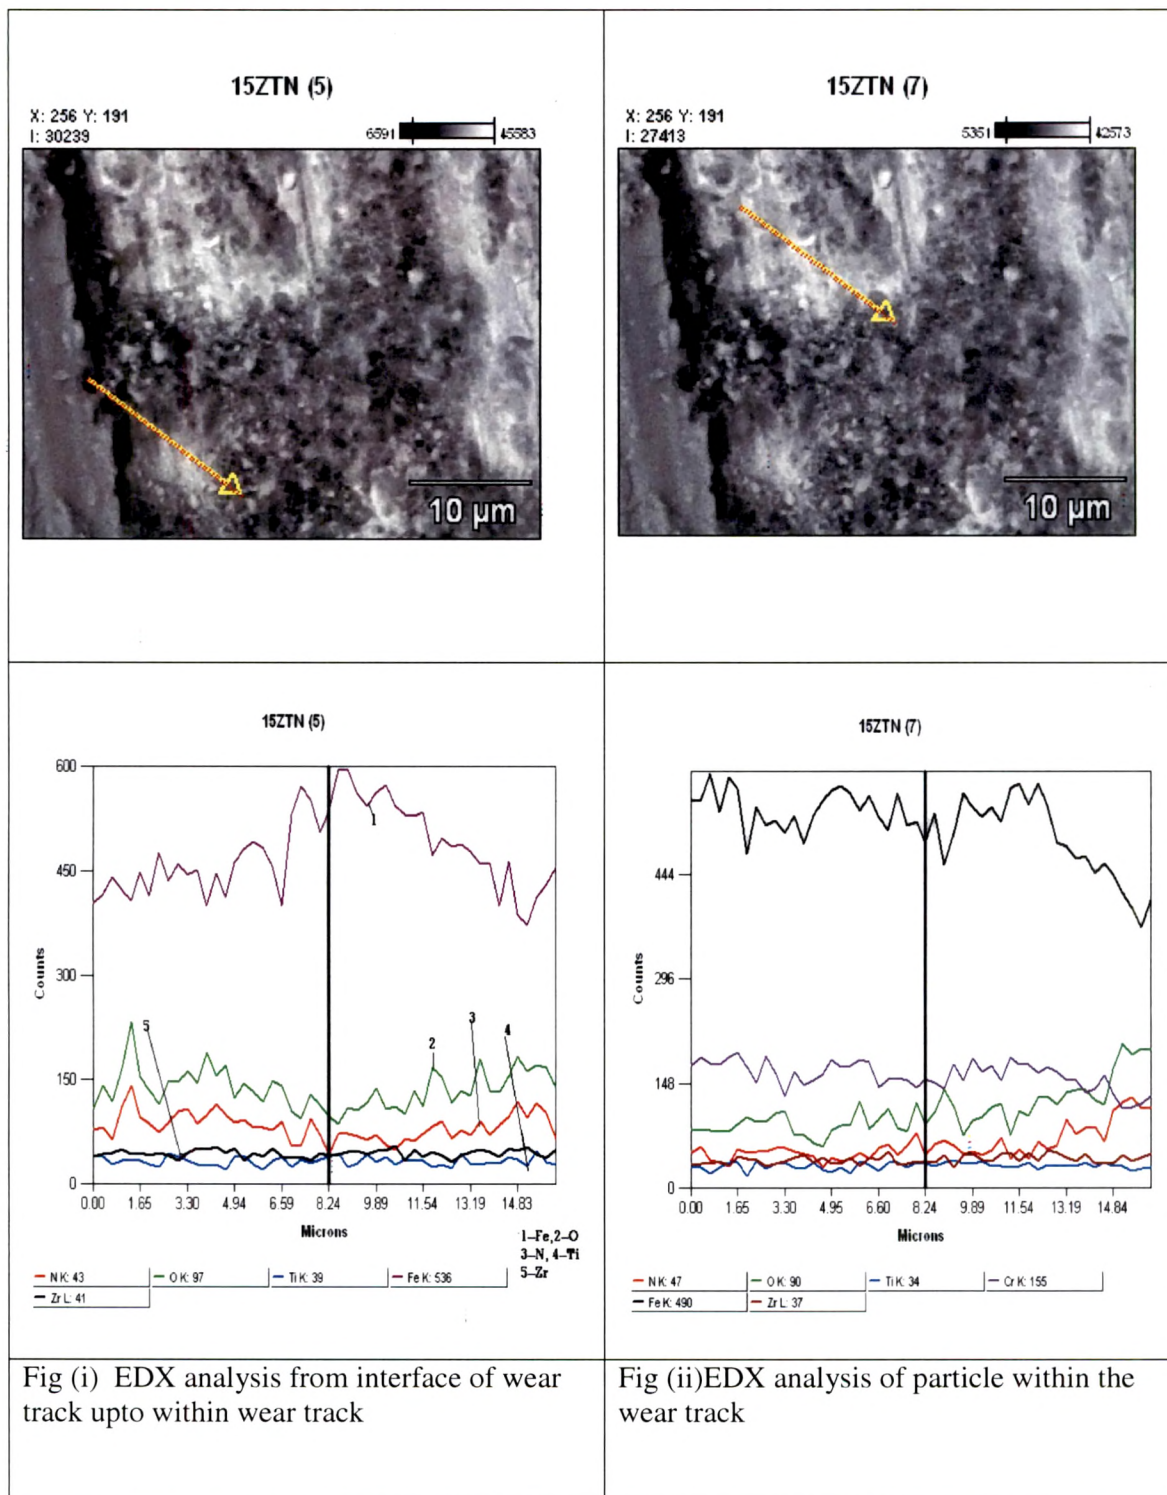 15ZTN (5)
X: 256 Y: 191
I: 30239
6591 45583
10 µm
15ZTN (7)
X: 256 Y: 191
I: 27413
5351 42573
10 µm
15ZTN (5)
600
450
300
150
0
Counts
1
2
3
4
5
0.00 1.65 3.30 4.94 6.59 8.24 9.89 11.54 13.19 14.83
Microns
1–Fe,2–O
3–N, 4–Ti
5–Zr
N K: 43 O K: 97 Ti K: 39 Fe K: 536
Zr L: 41
15ZTN (7)
444
296
148
0
Counts
0.00 1.65 3.30 4.95 6.60 8.24 9.89 11.54 13.19 14.84
Microns
N K: 47 O K: 90 Ti K: 34 Cr K: 155
Fe K: 490 Zr L: 37
Fig (i) EDX analysis from interface of wear
track upto within wear track
Fig (ii)EDX analysis of particle within the
wear track